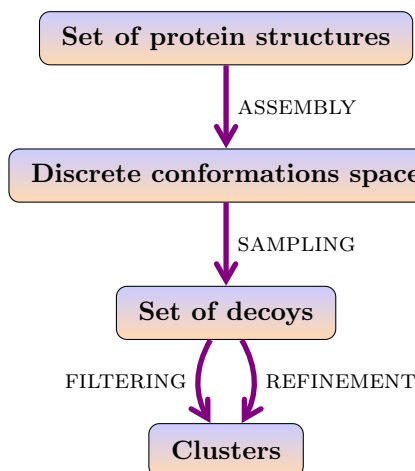 Set of protein structures
ASSEMBLY
Discrete conformations space
SAMPLING
Set of decoys
FILTERING REFINEMENT
Clusters